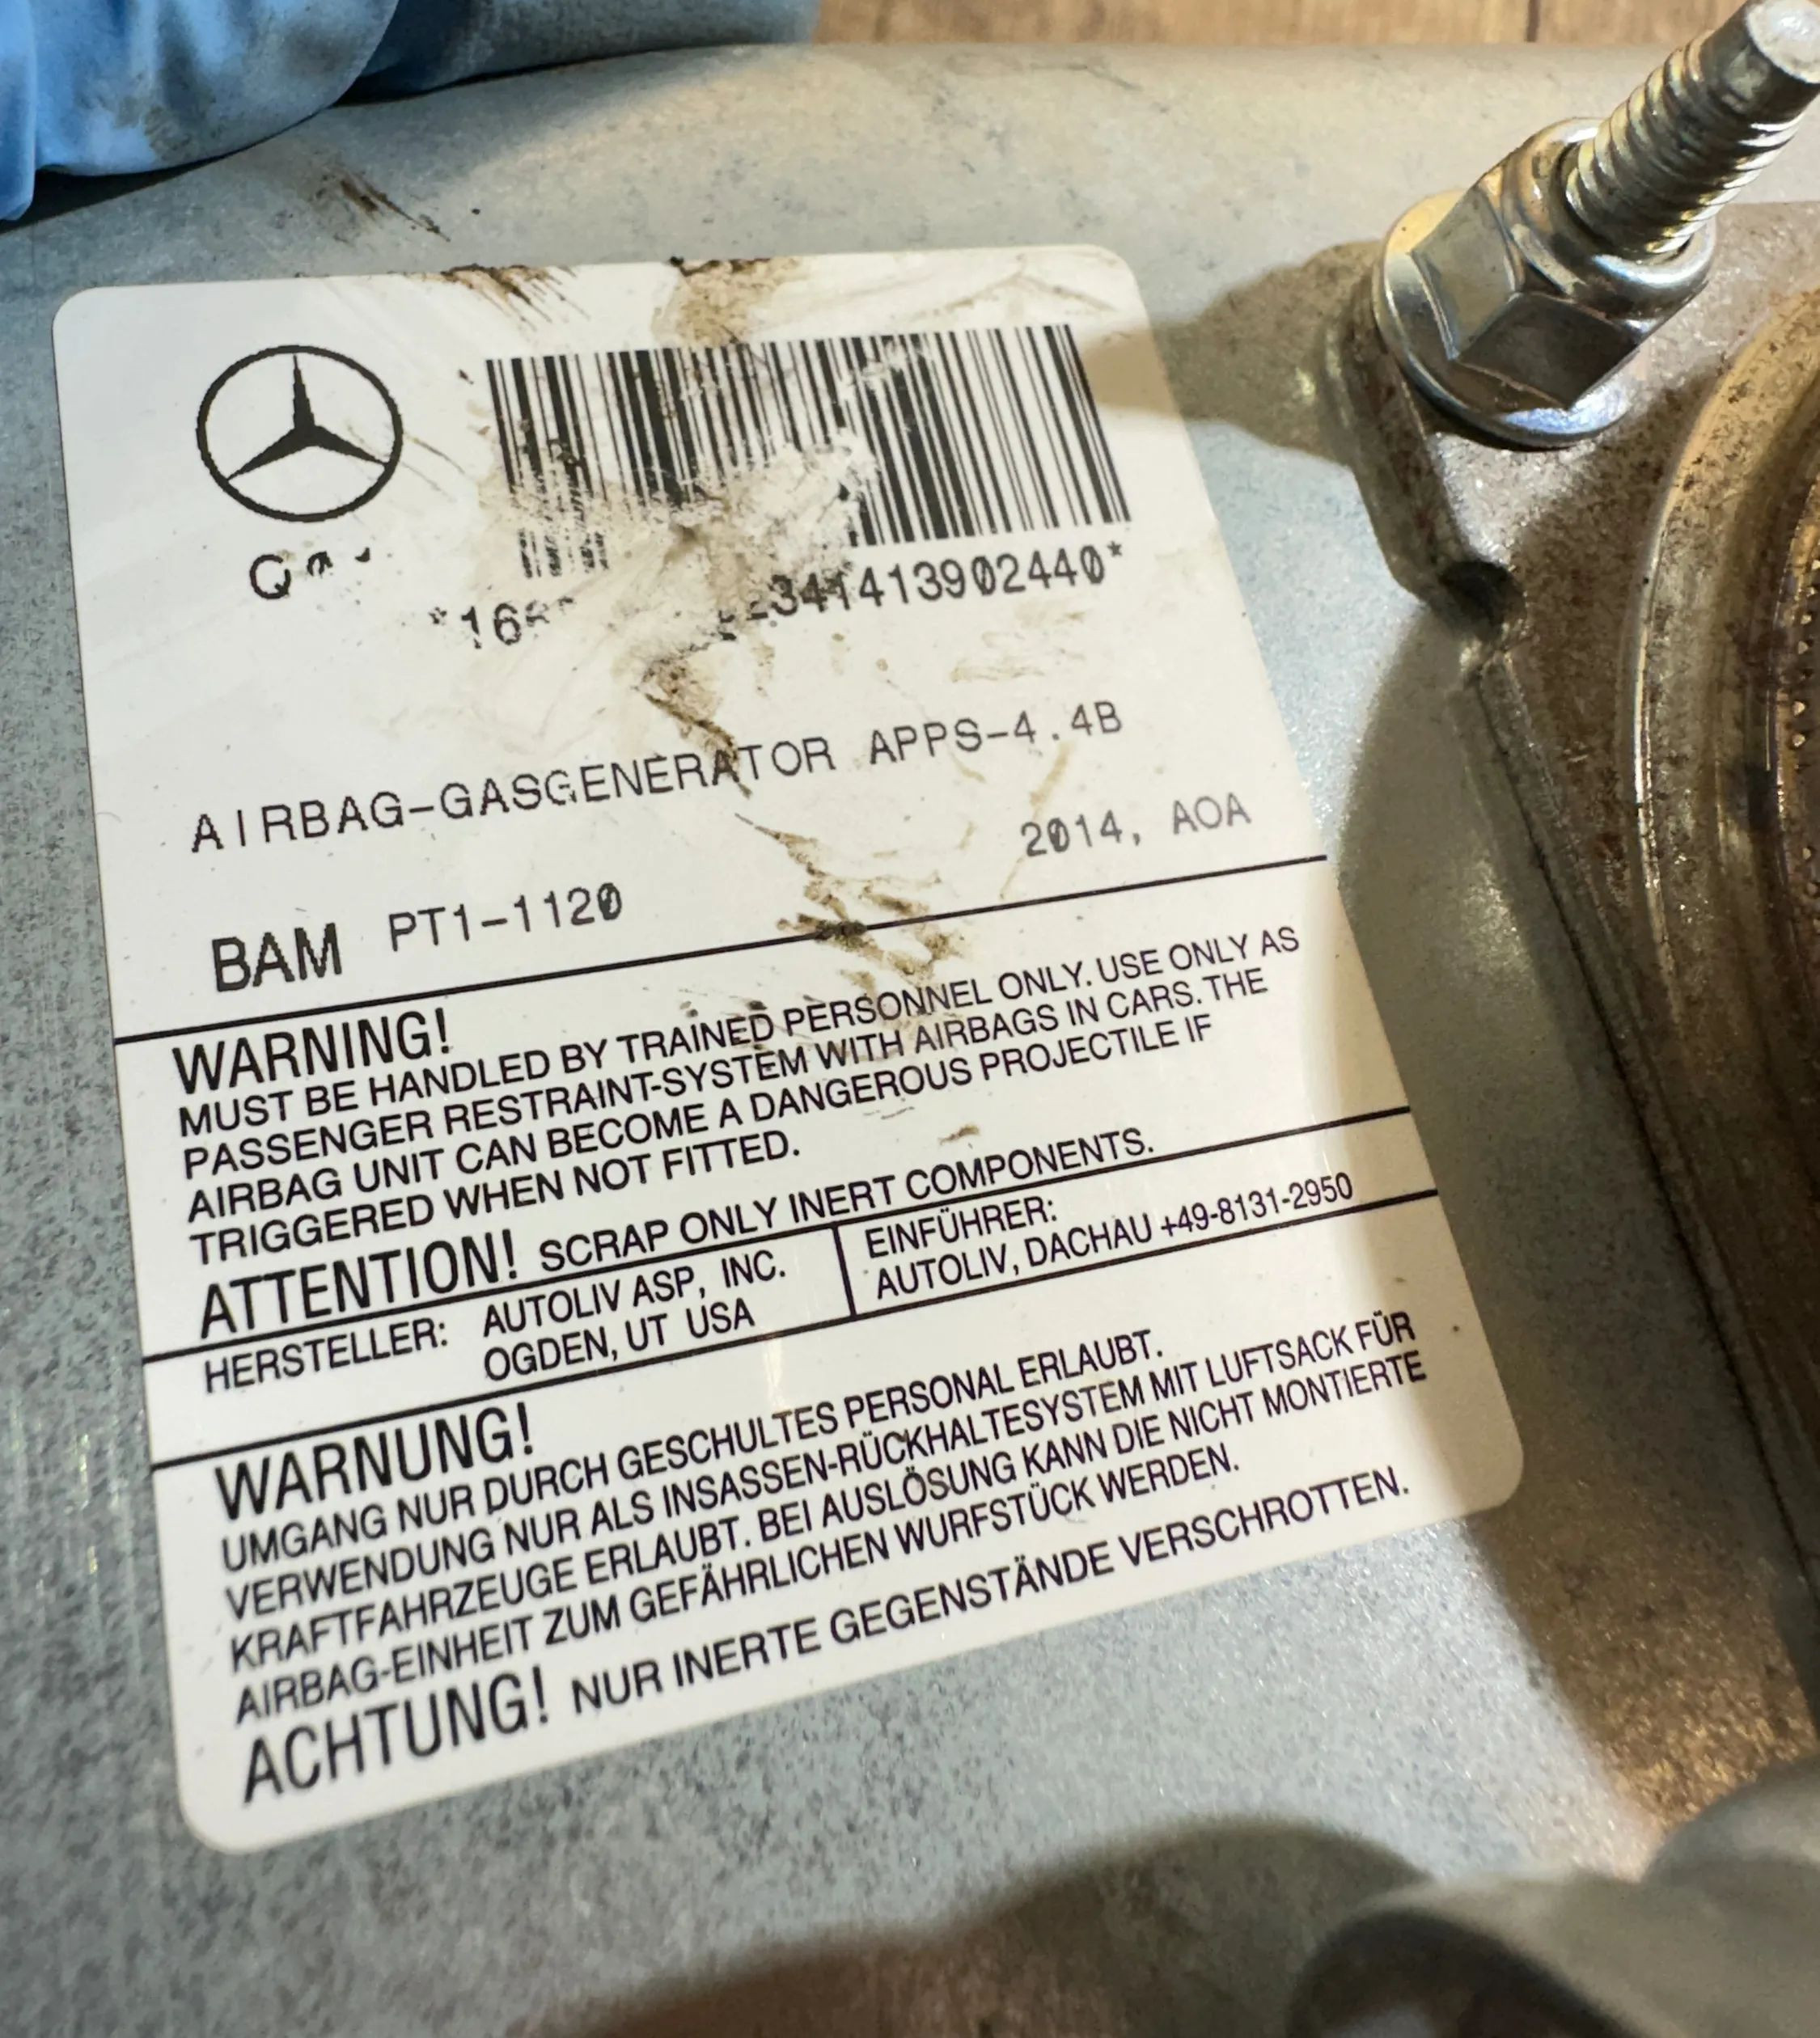 341413902440*
AIRBAG-GASGENERATOR APPS-4.4B
2014, AOA
BAM PT1-1120
WARNING!
MUST BE HANDLED BY TRAINED PERSONNEL ONLY. USE ONLY AS
PASSENGER RESTRAINT-SYSTEM WITH AIRBAGS IN CARS. THE
AIRBAG UNIT CAN BECOME A DANGEROUS PROJECTILE IF
TRIGGERED WHEN NOT FITTED.
ATTENTION! SCRAP ONLY INERT COMPONENTS.
HERSTELLER: AUTOLIV ASP, INC.
OGDEN, UT USA
EINFÜHRER:
AUTOLIV, DACHAU +49-8131-2950
WARNUNG!
UMGANG NUR DURCH GESCHULTES PERSONAL ERLAUBT.
VERWENDUNG NUR ALS INSASSEN-RÜCKHALTESYSTEM MIT LUFTSACK FÜR
KRAFTFAHRZEUGE ERLAUBT. BEI AUSLÖSUNG KANN DIE NICHT MONTIERTE
AIRBAG-EINHEIT ZUM GEFÄHRLICHEN WURFSTÜCK WERDEN.
ACHTUNG! NUR INERTE GEGENSTÄNDE VERSCHROTTEN.